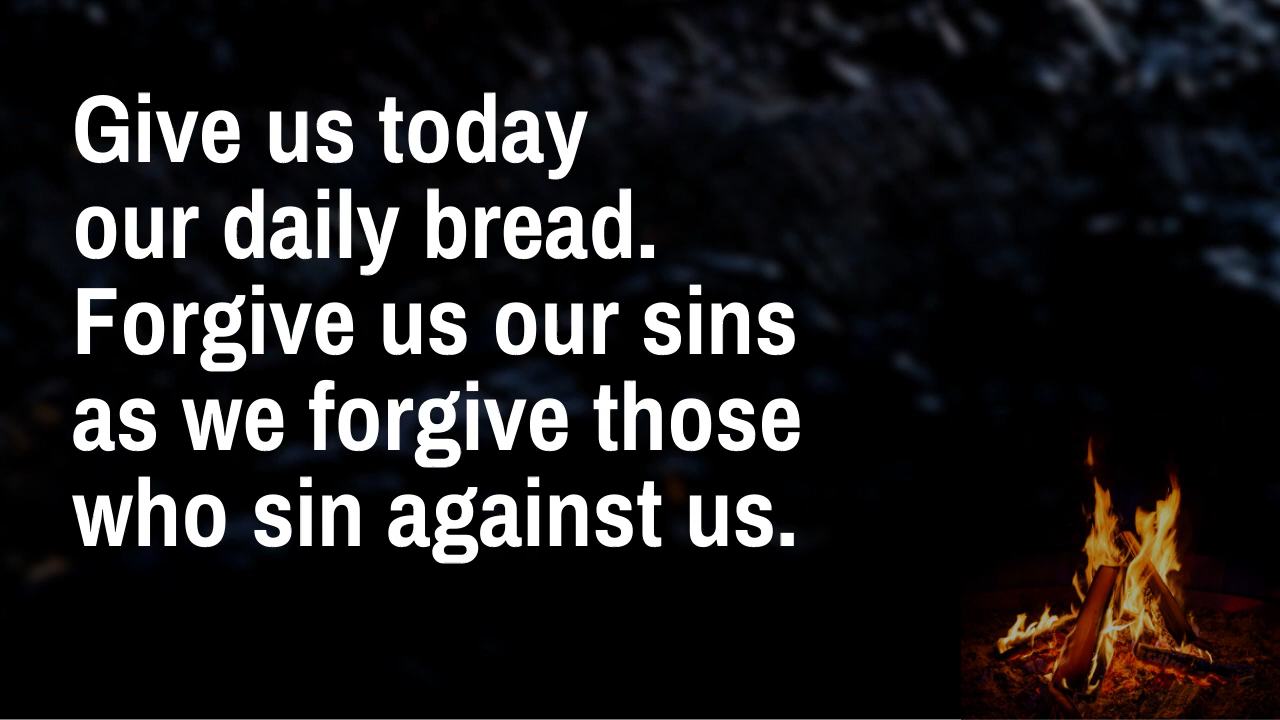 Give us today
our daily bread.
Forgive us our sins
as we forgive those
who sin against us.